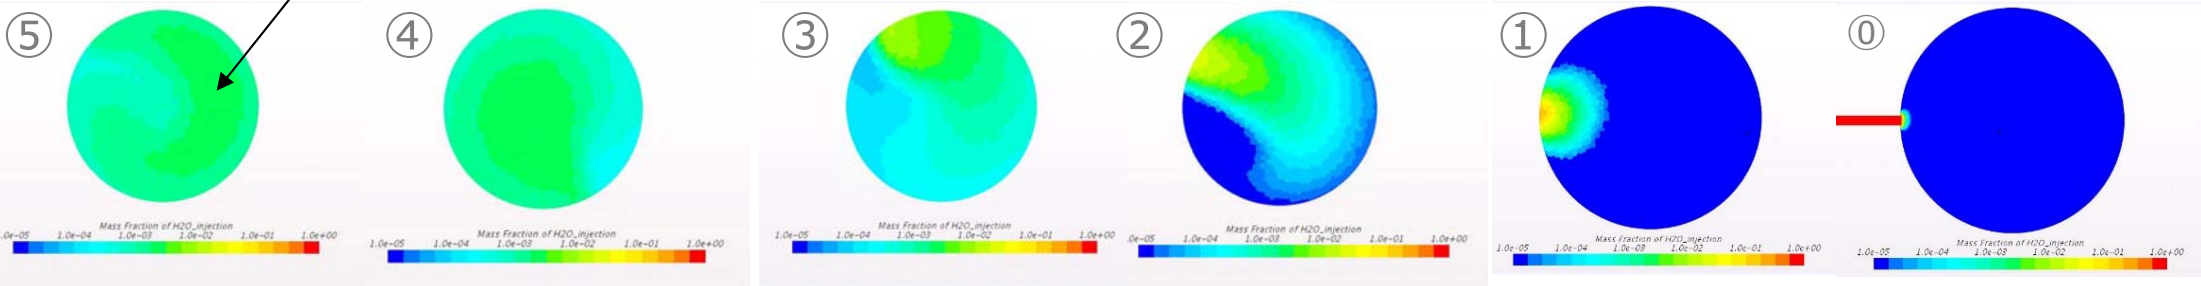 ⑤
④
③
②
①
⓪
Mass Fraction of H2O_injection
.0e-05 1.0e-04 1.0e-03 1.0e-02 1.0e-01 1.0e+00
Mass Fraction of H2O_injection
1.0e-05 1.0e-04 1.0e-03 1.0e-02 1.0e-01 1.0e+00
Mass Fraction of H2O_injection
1.0e-05 1.0e-04 1.0e-03 1.0e-02 1.0e-01 1.0e+00
Mass Fraction of H2O_injection
.0e-05 1.0e-04 1.0e-03 1.0e-02 1.0e-01 1.0e+00
Mass Fraction of H2O_injection
1.0e-05 1.0e-04 1.0e-03 1.0e-02 1.0e-01 1.0e+00
Mass Fraction of H2O_injection
1.0e-05 1.0e-04 1.0e-03 1.0e-02 1.0e-01 1.0e+00